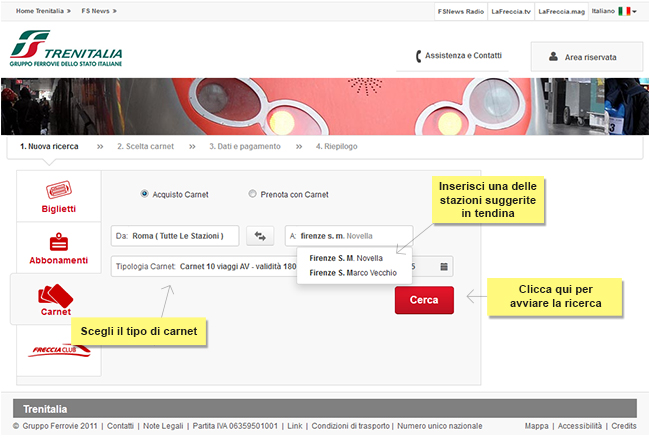 Home Trenitalia » FS News » FSNews Radio LaFreccia.tv LaFreccia.mag Italiano
TRENITALIA
GRUPPO FERROVIE DELLO STATO ITALIANE
Assistenza e Contatti Area riservata
1. Nuova ricerca » 2. Scelta carnet » 3. Dati e pagamento » 4. Riepilogo
Biglietti
Abbonamenti
Carnet
FRECCIACLUB
Acquisto Carnet Prenota con Carnet
Inserisci una delle
stazioni suggerite
in tendina
Da: Roma ( Tutte Le Stazioni ) A: firenze s. m. Novella
Firenze S. M. Novella
Firenze S. Marco Vecchio
Tipologia Carnet: Carnet 10 viaggi AV - validità 180 5
Cerca
Clicca qui per
avviare la ricerca
Scegli il tipo di carnet
Trenitalia
© Gruppo Ferrovie 2011 | Contatti | Note Legali | Partita IVA 06359501001 | Link | Condizioni di trasporto | Numero unico nazionale Mappa | Accessibilità | Credits